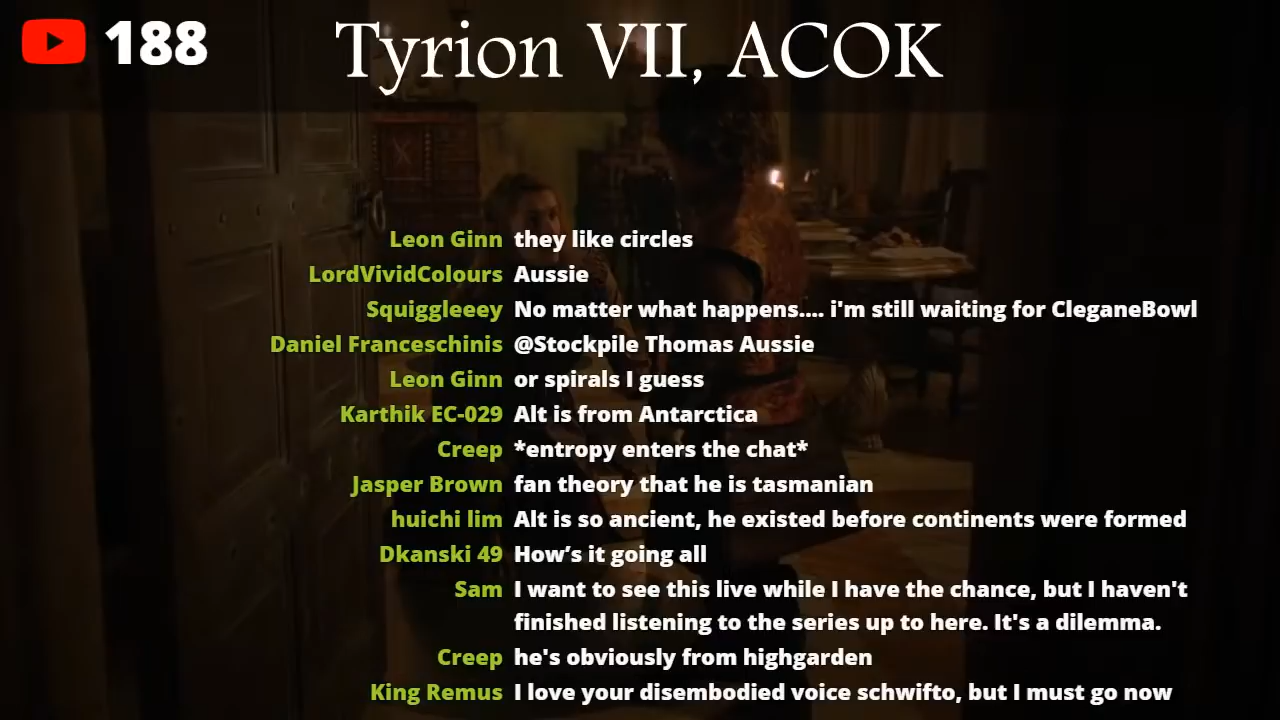 188
Tyrion VII, ACOK
Leon Ginn they like circles
LordVividColours Aussie
Squiggleeey No matter what happens.... i'm still waiting for CleganeBowl
Daniel Franceschinis @Stockpile Thomas Aussie
Leon Ginn or spirals I guess
Karthik EC-029 Alt is from Antarctica
Creep *entropy enters the chat*
Jasper Brown fan theory that he is tasmanian
huichi lim Alt is so ancient, he existed before continents were formed
Dkanski 49 How’s it going all
Sam I want to see this live while I have the chance, but I haven't
finished listening to the series up to here. It's a dilemma.
Creep he's obviously from highgarden
King Remus I love your disembodied voice schwifto, but I must go now